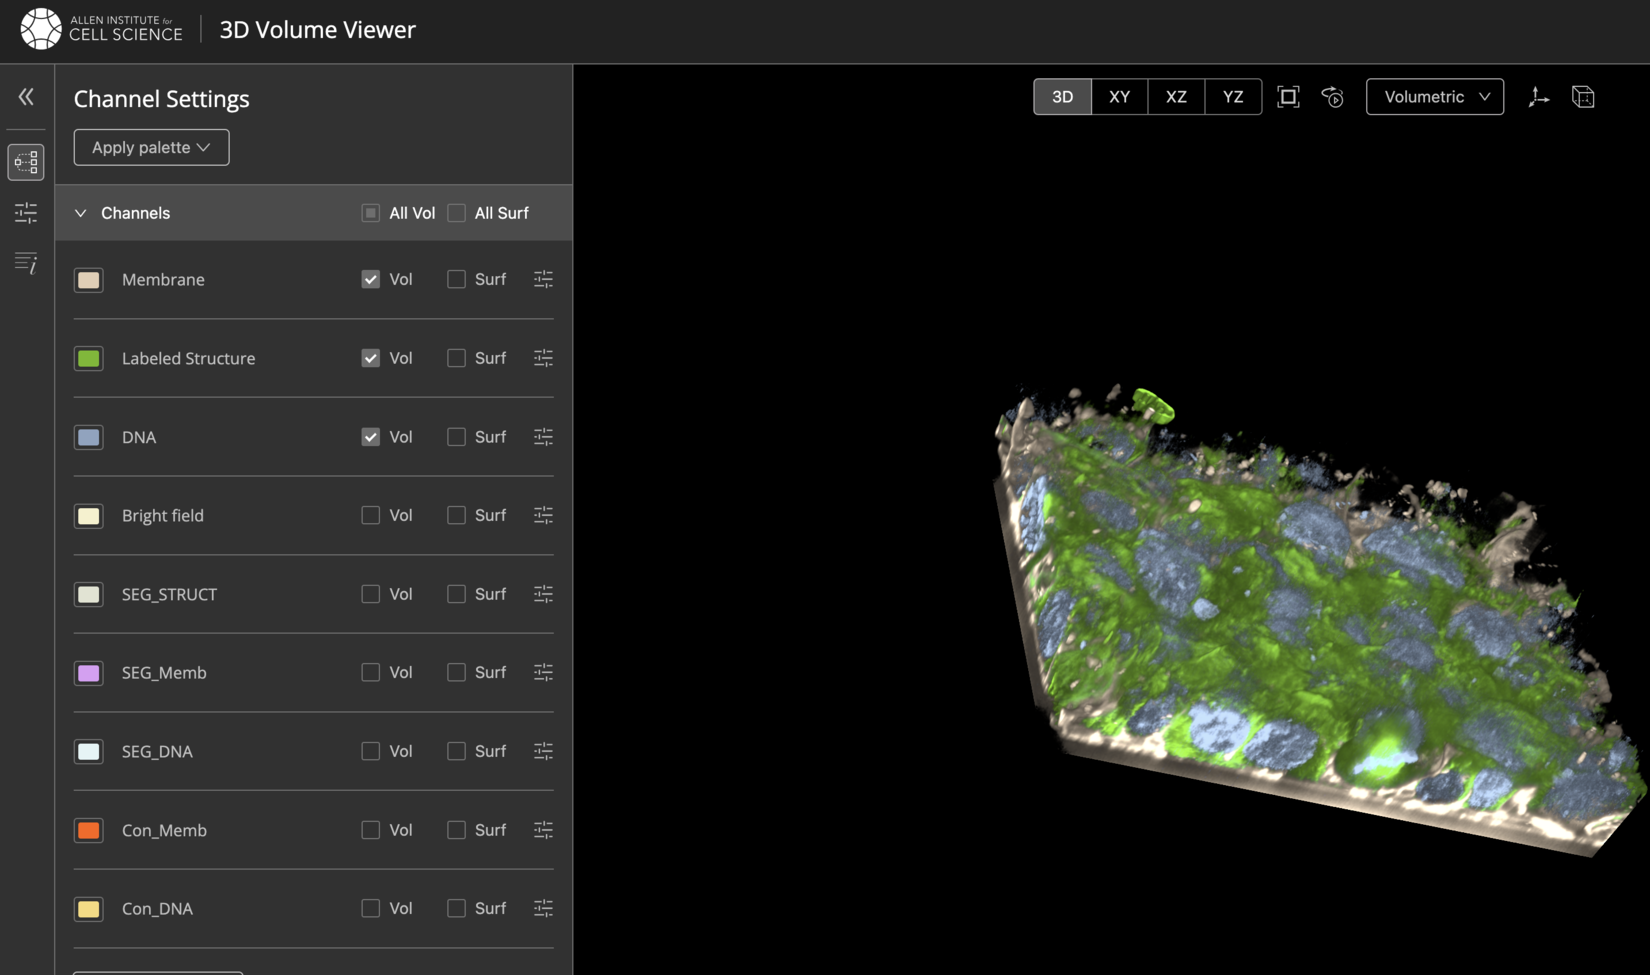 ALLEN INSTITUTE for
CELL SCIENCE
3D Volume Viewer
Channel Settings
3D XY XZ YZ Volumetric
Apply palette
Channels All Vol All Surf
Membrane Vol Surf
Labeled Structure Vol Surf
DNA Vol Surf
Bright field Vol Surf
SEG_STRUCT Vol Surf
SEG_Memb Vol Surf
SEG_DNA Vol Surf
Con_Memb Vol Surf
Con_DNA Vol Surf